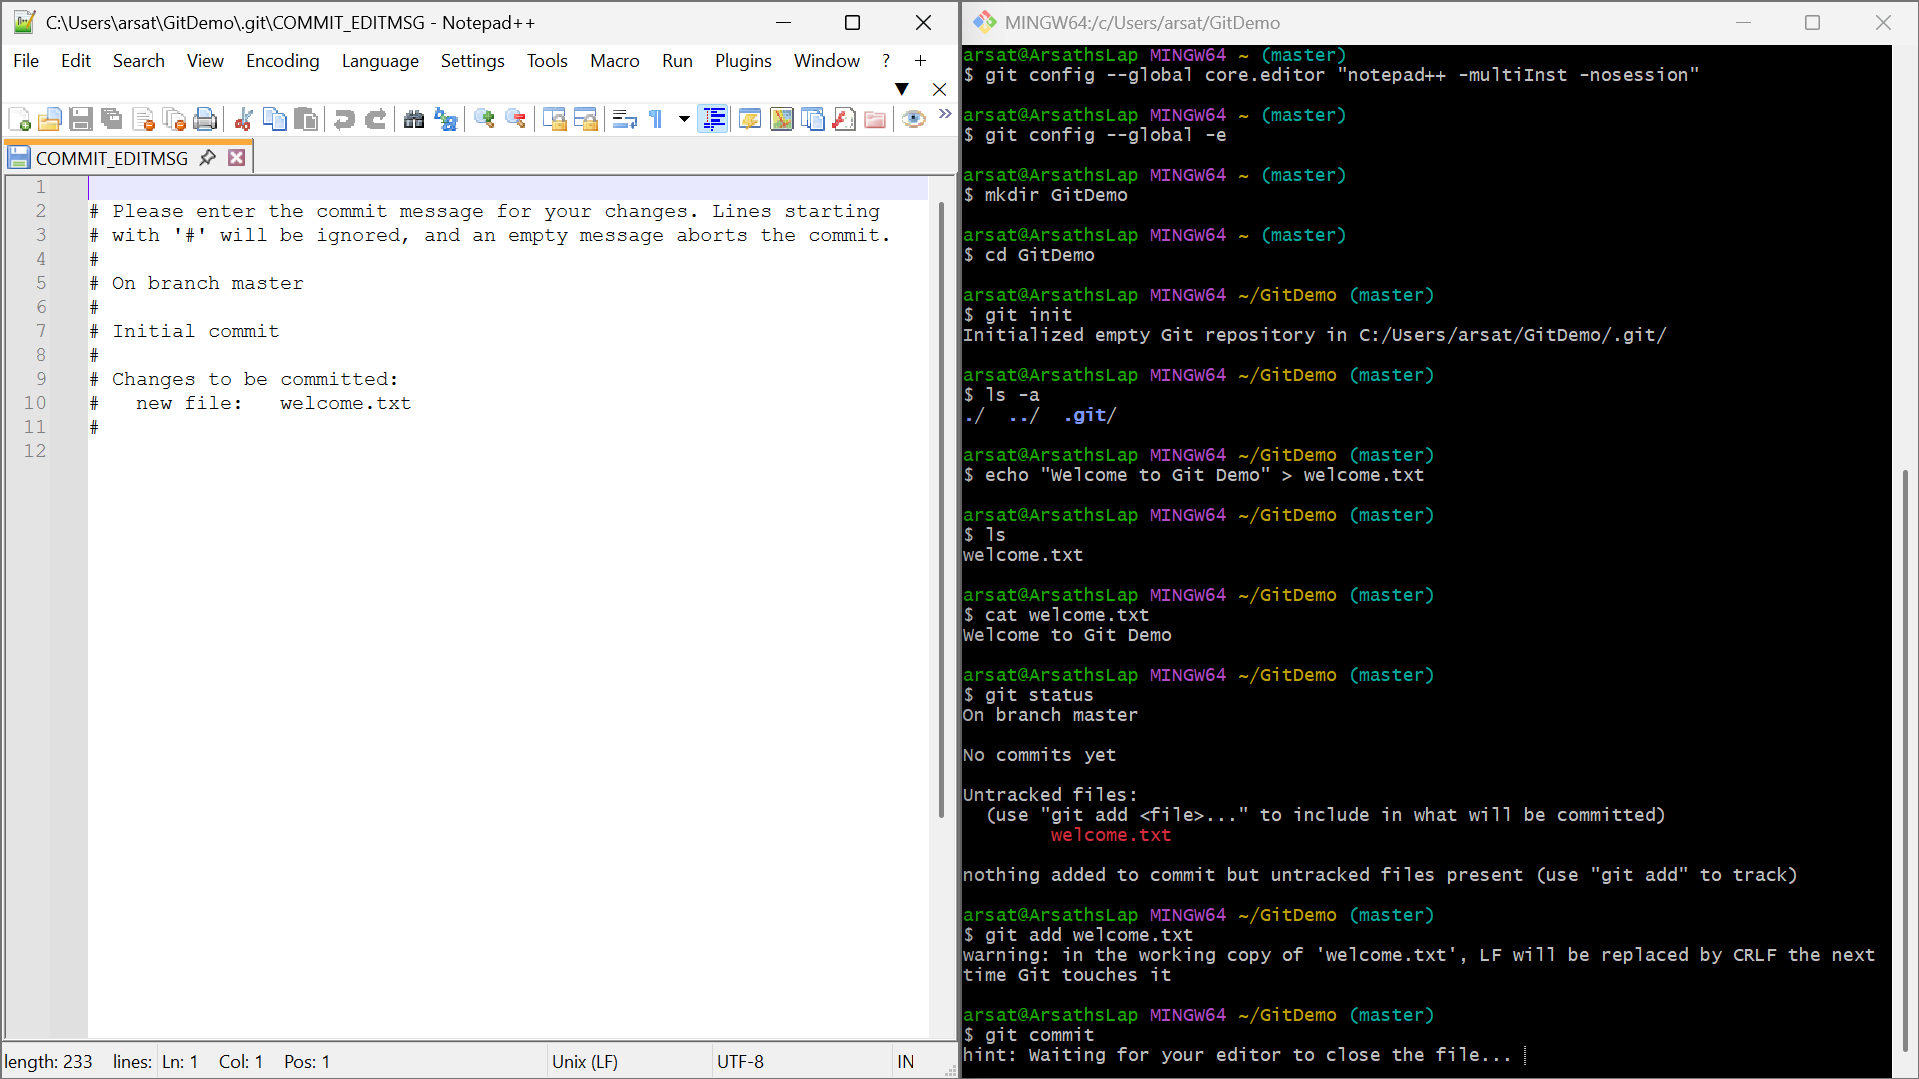 C:\Users\arsat\GitDemo\.git\COMMIT_EDITMSG - Notepad++
File Edit Search View Encoding Language Settings Tools Macro Run Plugins Window ? +
COMMIT_EDITMSG
1
2 # Please enter the commit message for your changes. Lines starting
3 # with '#' will be ignored, and an empty message aborts the commit.
4 #
5 # On branch master
6 #
7 # Initial commit
8 #
9 # Changes to be committed:
10 #   new file:   welcome.txt
11 #
12
length: 233 lines: Ln: 1 Col: 1 Pos: 1 Unix (LF) UTF-8 IN
MINGW64:/c/Users/arsat/GitDemo
arsat@ArsathsLap MINGW64 ~ (master)
$ git config --global core.editor "notepad++ -multiInst -nosession"
arsat@ArsathsLap MINGW64 ~ (master)
$ git config --global -e
arsat@ArsathsLap MINGW64 ~ (master)
$ mkdir GitDemo
arsat@ArsathsLap MINGW64 ~ (master)
$ cd GitDemo
arsat@ArsathsLap MINGW64 ~/GitDemo (master)
$ git init
Initialized empty Git repository in C:/Users/arsat/GitDemo/.git/
arsat@ArsathsLap MINGW64 ~/GitDemo (master)
$ ls -a
./ ../ .git/
arsat@ArsathsLap MINGW64 ~/GitDemo (master)
$ echo "Welcome to Git Demo" > welcome.txt
arsat@ArsathsLap MINGW64 ~/GitDemo (master)
$ ls
welcome.txt
arsat@ArsathsLap MINGW64 ~/GitDemo (master)
$ cat welcome.txt
Welcome to Git Demo
arsat@ArsathsLap MINGW64 ~/GitDemo (master)
$ git status
On branch master
No commits yet
Untracked files:
  (use "git add <file>..." to include in what will be committed)
        welcome.txt
nothing added to commit but untracked files present (use "git add" to track)
arsat@ArsathsLap MINGW64 ~/GitDemo (master)
$ git add welcome.txt
warning: in the working copy of 'welcome.txt', LF will be replaced by CRLF the next
time Git touches it
arsat@ArsathsLap MINGW64 ~/GitDemo (master)
$ git commit
hint: Waiting for your editor to close the file...